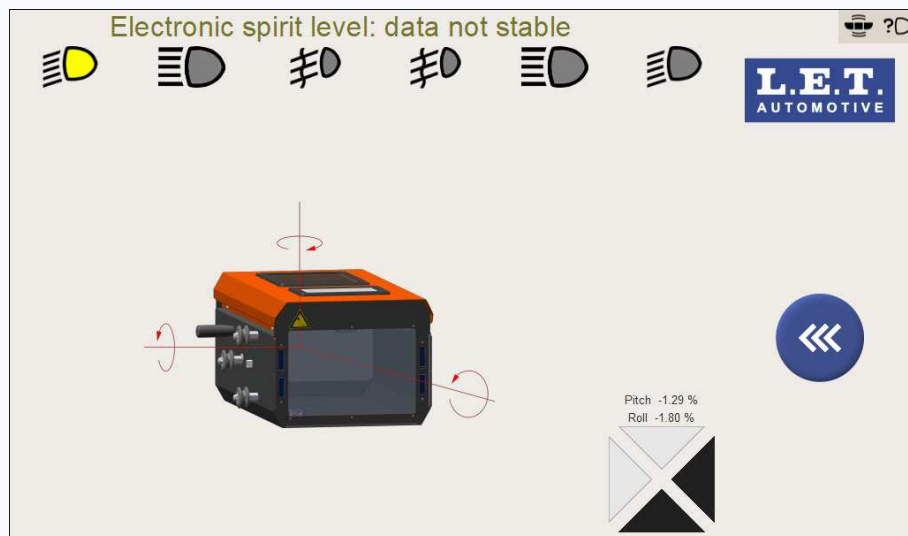 Electronic spirit level: data not stable
?
L.E.T.
AUTOMOTIVE
Pitch -1.29 %
Roll -1.80 %